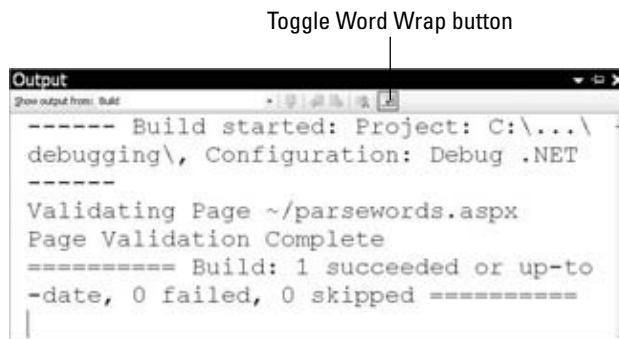 Toggle Word Wrap button
Output
Show output from: Build
------ Build started: Project: C:\...\
debugging\, Configuration: Debug .NET
------
Validating Page ~/parsewords.aspx
Page Validation Complete
========== Build: 1 succeeded or up-to
-date, 0 failed, 0 skipped ==========